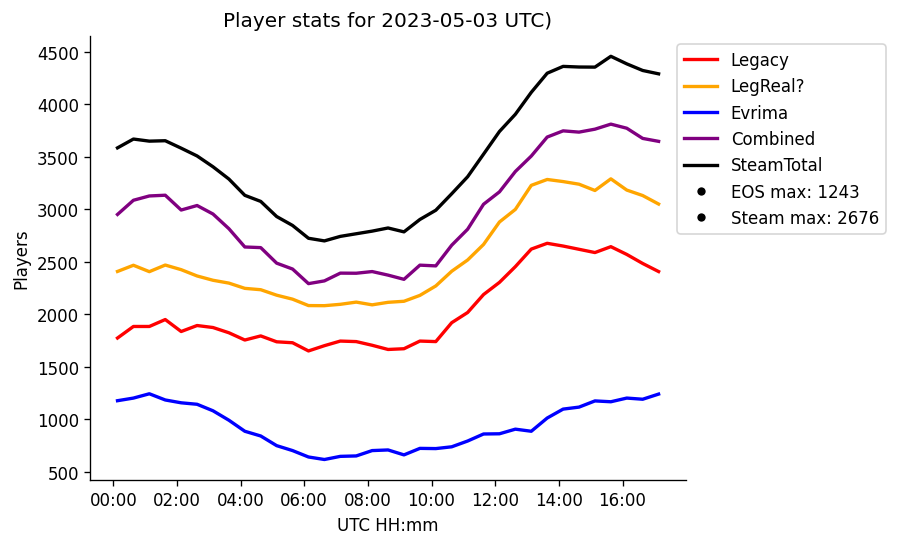 Player stats for 2023-05-03 UTC)
Players
4500
4000
3500
3000
2500
2000
1500
1000
500
00:00 02:00 04:00 06:00 08:00 10:00 12:00 14:00 16:00
UTC HH:mm
Legacy
LegReal?
Evrima
Combined
SteamTotal
EOS max: 1243
Steam max: 2676